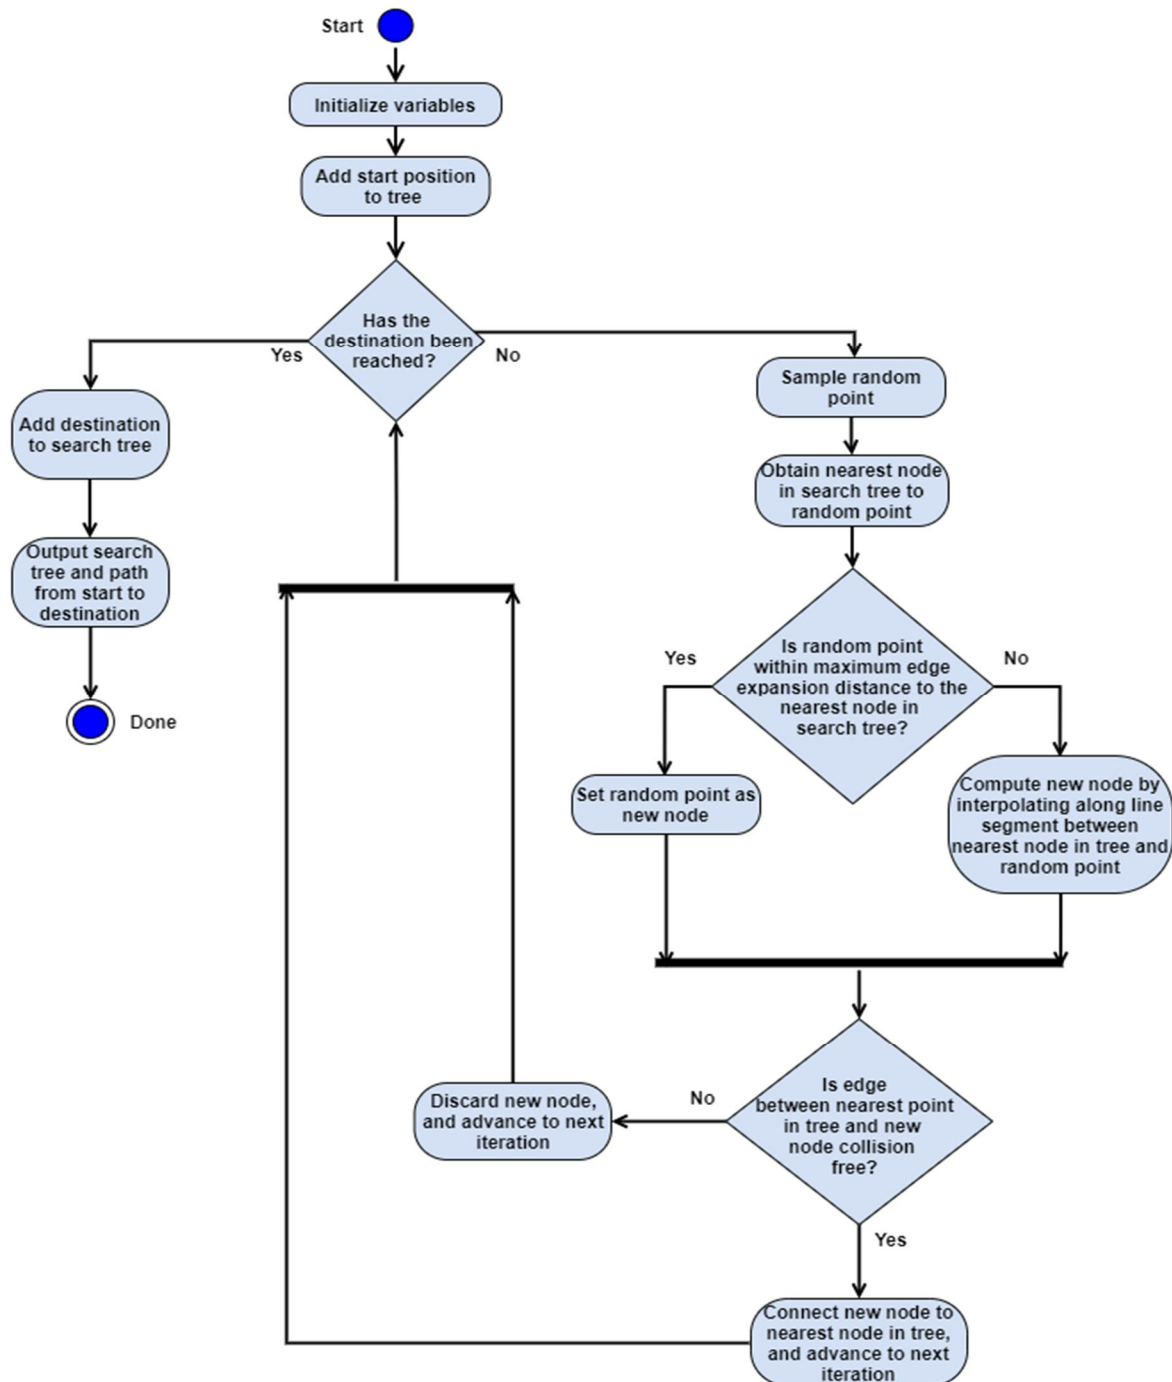 Start
Initialize variables
Add start position
to tree
Has the
destination been
reached?
Yes
No
Add destination
to search tree
Output search
tree and path
from start to
destination
Done
Sample random
point
Obtain nearest node
in search tree to
random point
Is random point
within maximum edge
expansion distance to the
nearest node in
search tree?
Yes
No
Set random point as
new node
Compute new node by
interpolating along line
segment between
nearest node in tree and
random point
Is edge
between nearest point
in tree and new
node collision
free?
No
Discard new node,
and advance to next
iteration
Yes
Connect new node to
nearest node in tree,
and advance to next
iteration